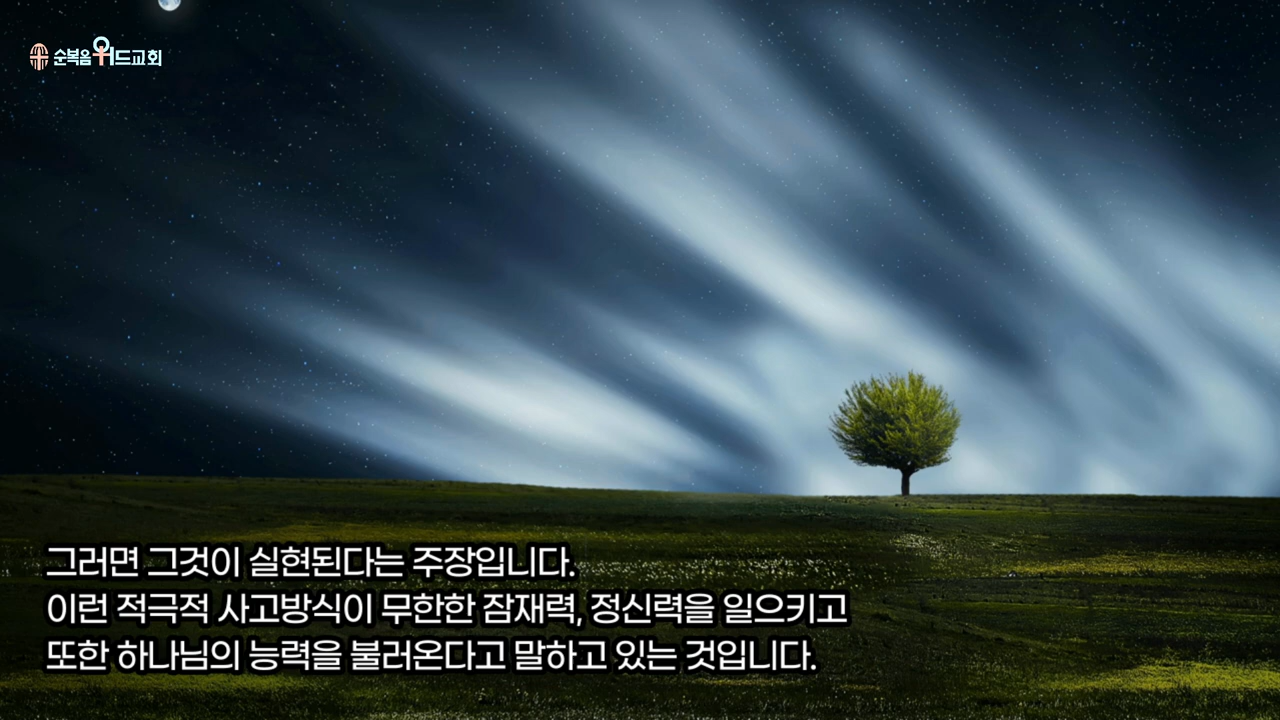 순복음위드교회
그러면 그것이 실현된다는 주장입니다.
이런 적극적 사고방식이 무한한 잠재력, 정신력을 일으키고
또한 하나님의 능력을 불러온다고 말하고 있는 것입니다.